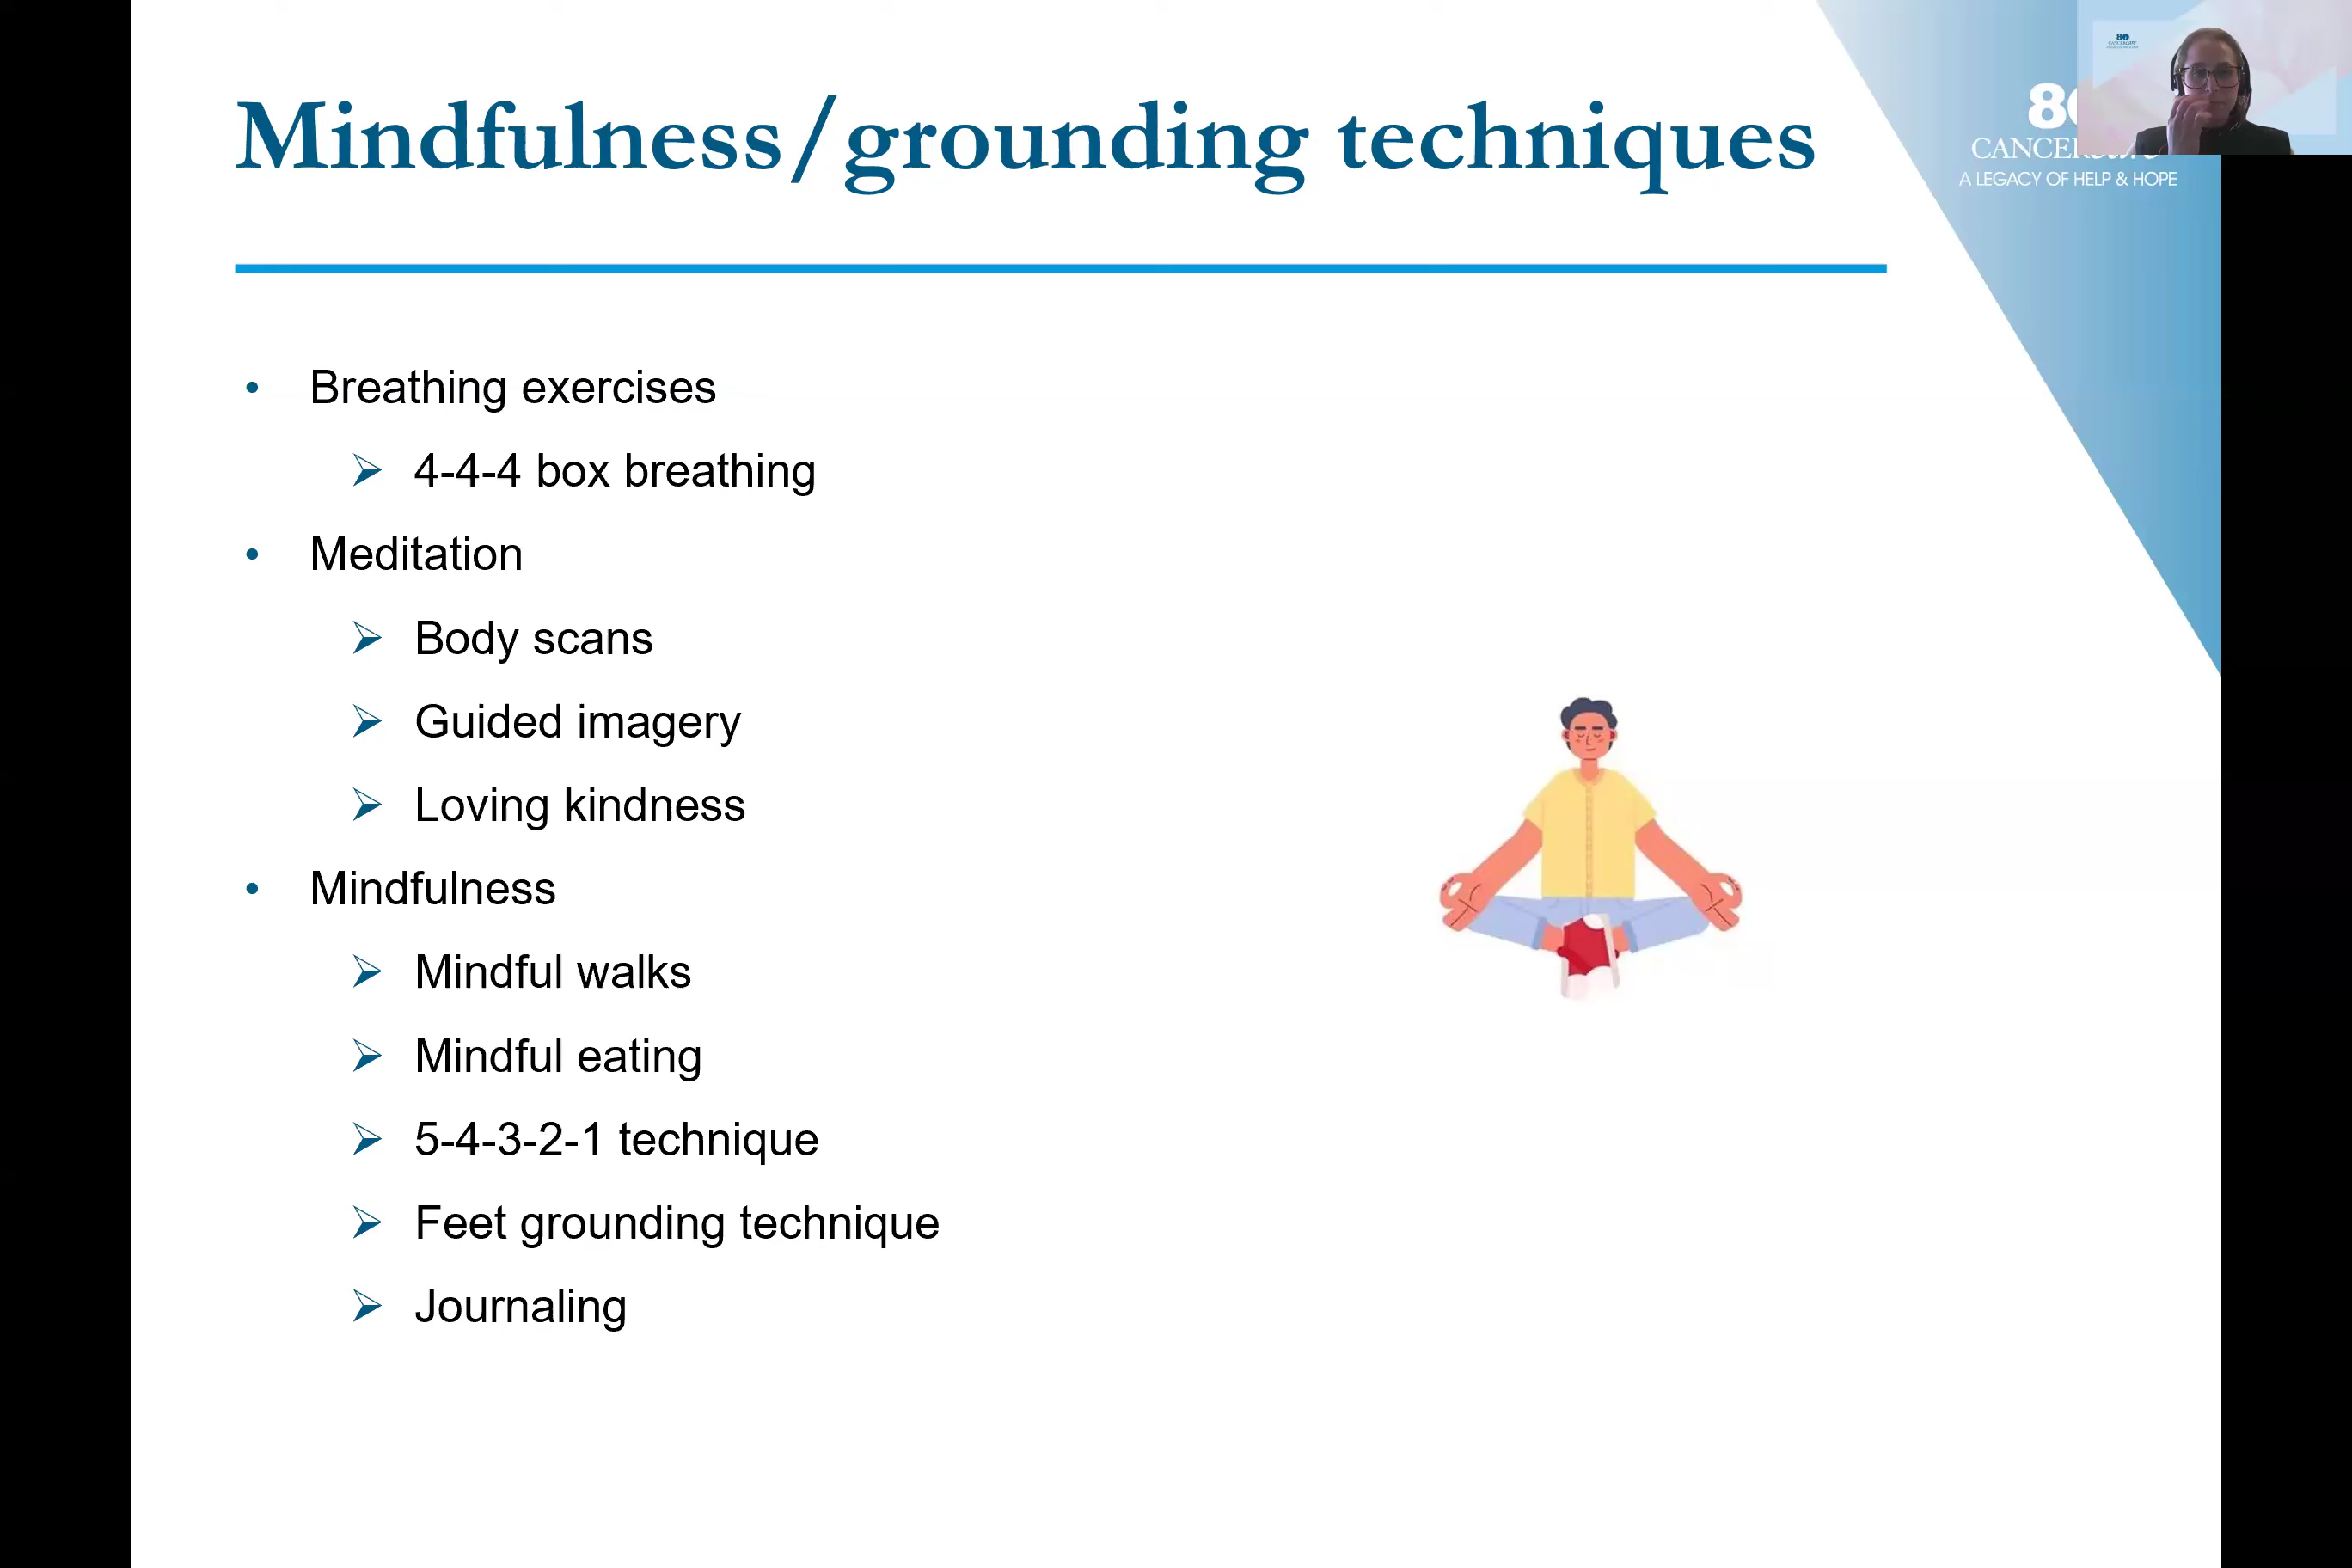 Mindfulness/grounding techniques
A LEGACY OF HELP & HOPE
• Breathing exercises
➢ 4-4-4 box breathing
• Meditation
➢ Body scans
➢ Guided imagery
➢ Loving kindness
• Mindfulness
➢ Mindful walks
➢ Mindful eating
➢ 5-4-3-2-1 technique
➢ Feet grounding technique
➢ Journaling